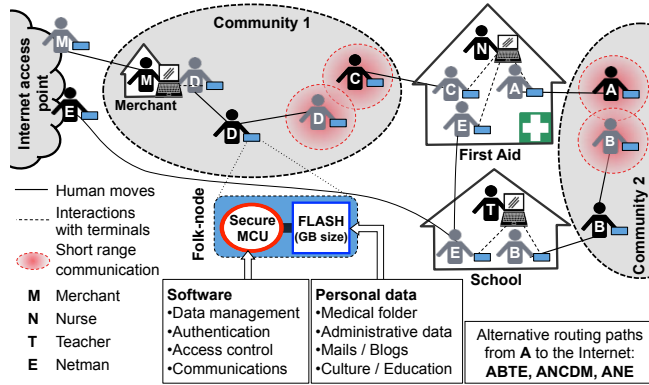 Community 1
Internet access
point
M
E
M
D
Merchant
D
D
C
N
C
A
E
First Aid
A
B
B
Community 2
T
E
B
School
Human moves
Interactions
with terminals
Short range
communication
M Merchant
N Nurse
T Teacher
E Netman
Folk-node
Secure
MCU
FLASH
(GB size)
Software
•Data management
•Authentication
•Access control
•Communications
Personal data
•Medical folder
•Administrative data
•Mails / Blogs
•Culture / Education
Alternative routing paths
from A to the Internet:
ABTE, ANCDM, ANE